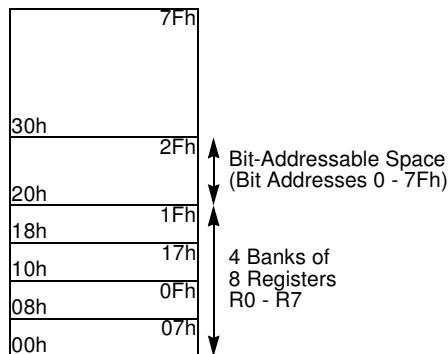 7Fh
30h
2Fh
20h
Bit-Addressable Space
(Bit Addresses 0 - 7Fh)
1Fh
18h
17h
10h
0Fh
08h
07h
00h
4 Banks of
8 Registers
R0 - R7